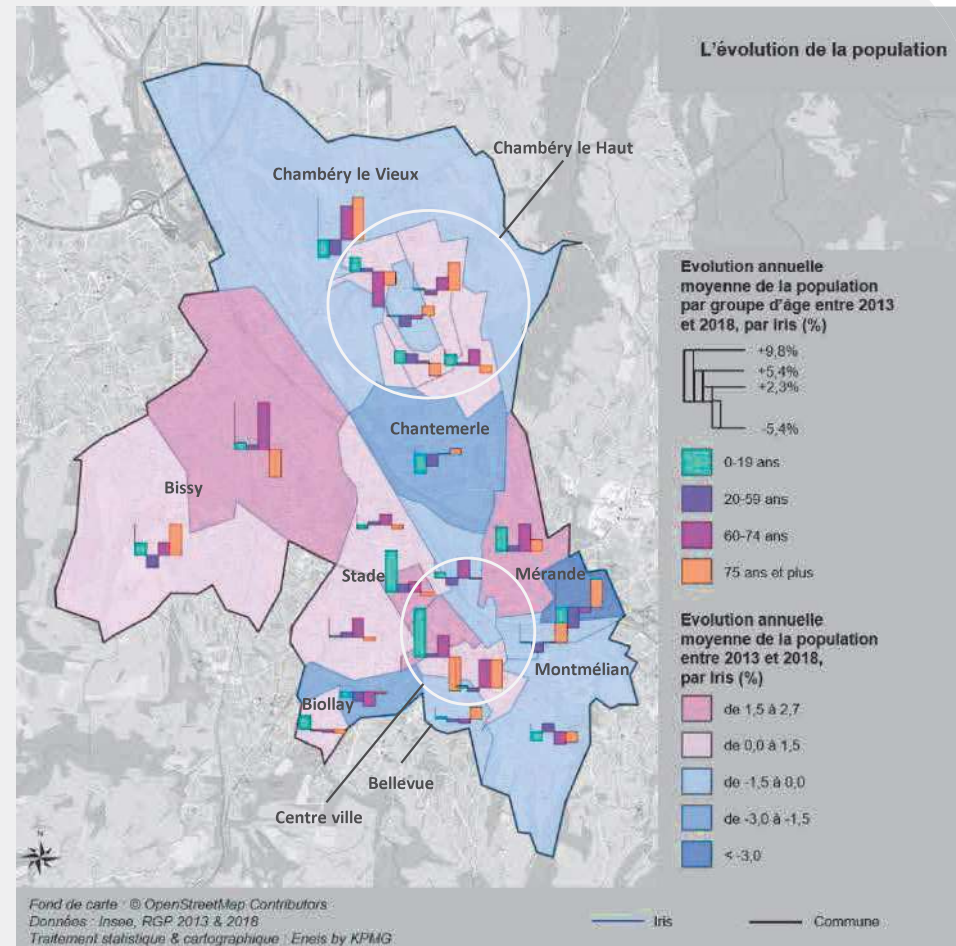 L'évolution de la population
Chambéry le Haut
Chambéry le Vieux
Chantemerle
Bissy
Stade
Mérande
Montmélian
Biollay
Bellevue
Centre ville
Evolution annuelle
moyenne de la population
par groupe d'âge entre 2013
et 2018, par Iris (%)
+9,8%
+5,4%
+2,3%
-5,4%
0-19 ans
20-59 ans
60-74 ans
75 ans et plus
Evolution annuelle
moyenne de la population
entre 2013 et 2018,
par Iris (%)
de 1,5 à 2,7
de 0,0 à 1,5
de -1,5 à 0,0
de -3,0 à -1,5
≤ -3,0
N
Fond de carte : © OpenStreetMap Contributors
Données : Insee, RGP 2013 & 2018
Traitement statistique & cartographique : Eneis by KPMG
Iris
Commune